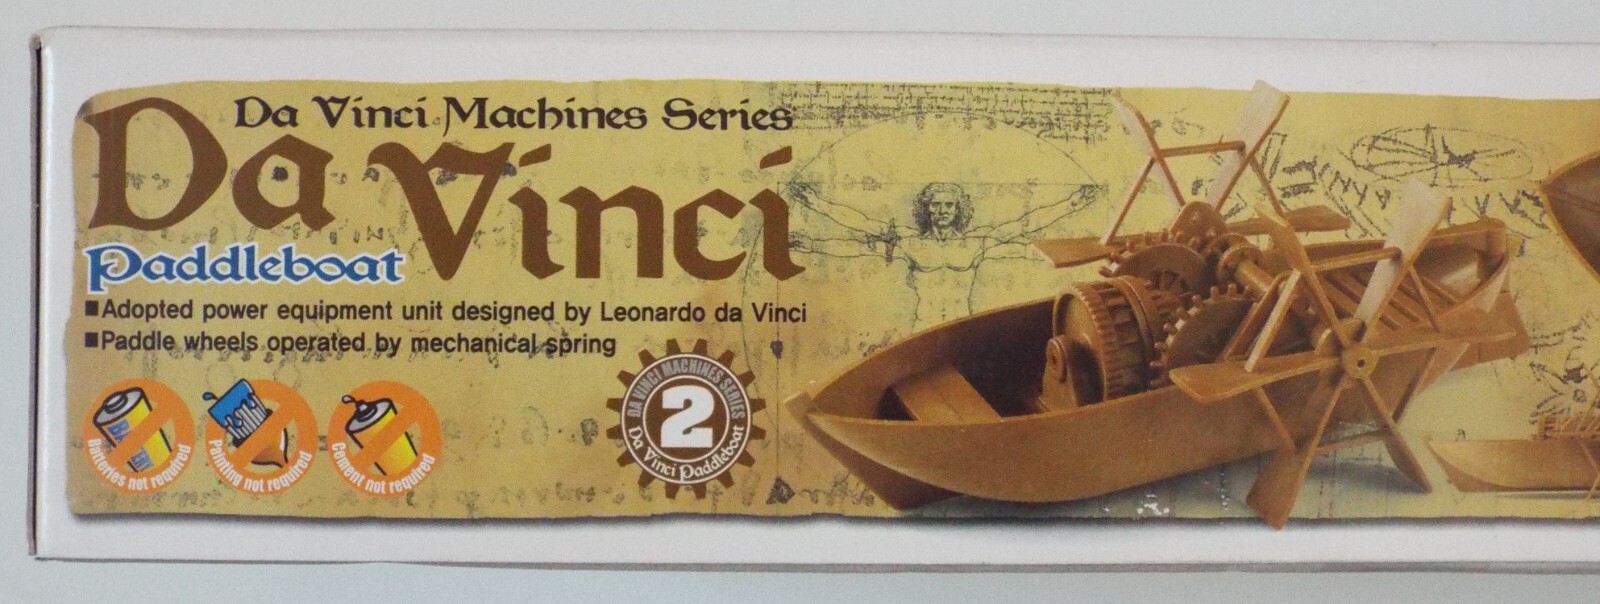 Da Vinci Machines Series
Da Vinci
Paddleboat
■Adopted power equipment unit designed by Leonardo da Vinci
■Paddle wheels operated by mechanical spring
BATTERY
Batteries not required
Painting not required
Cement not required
DA VINCI MACHINES SERIES
2
Da Vinci Paddleboat